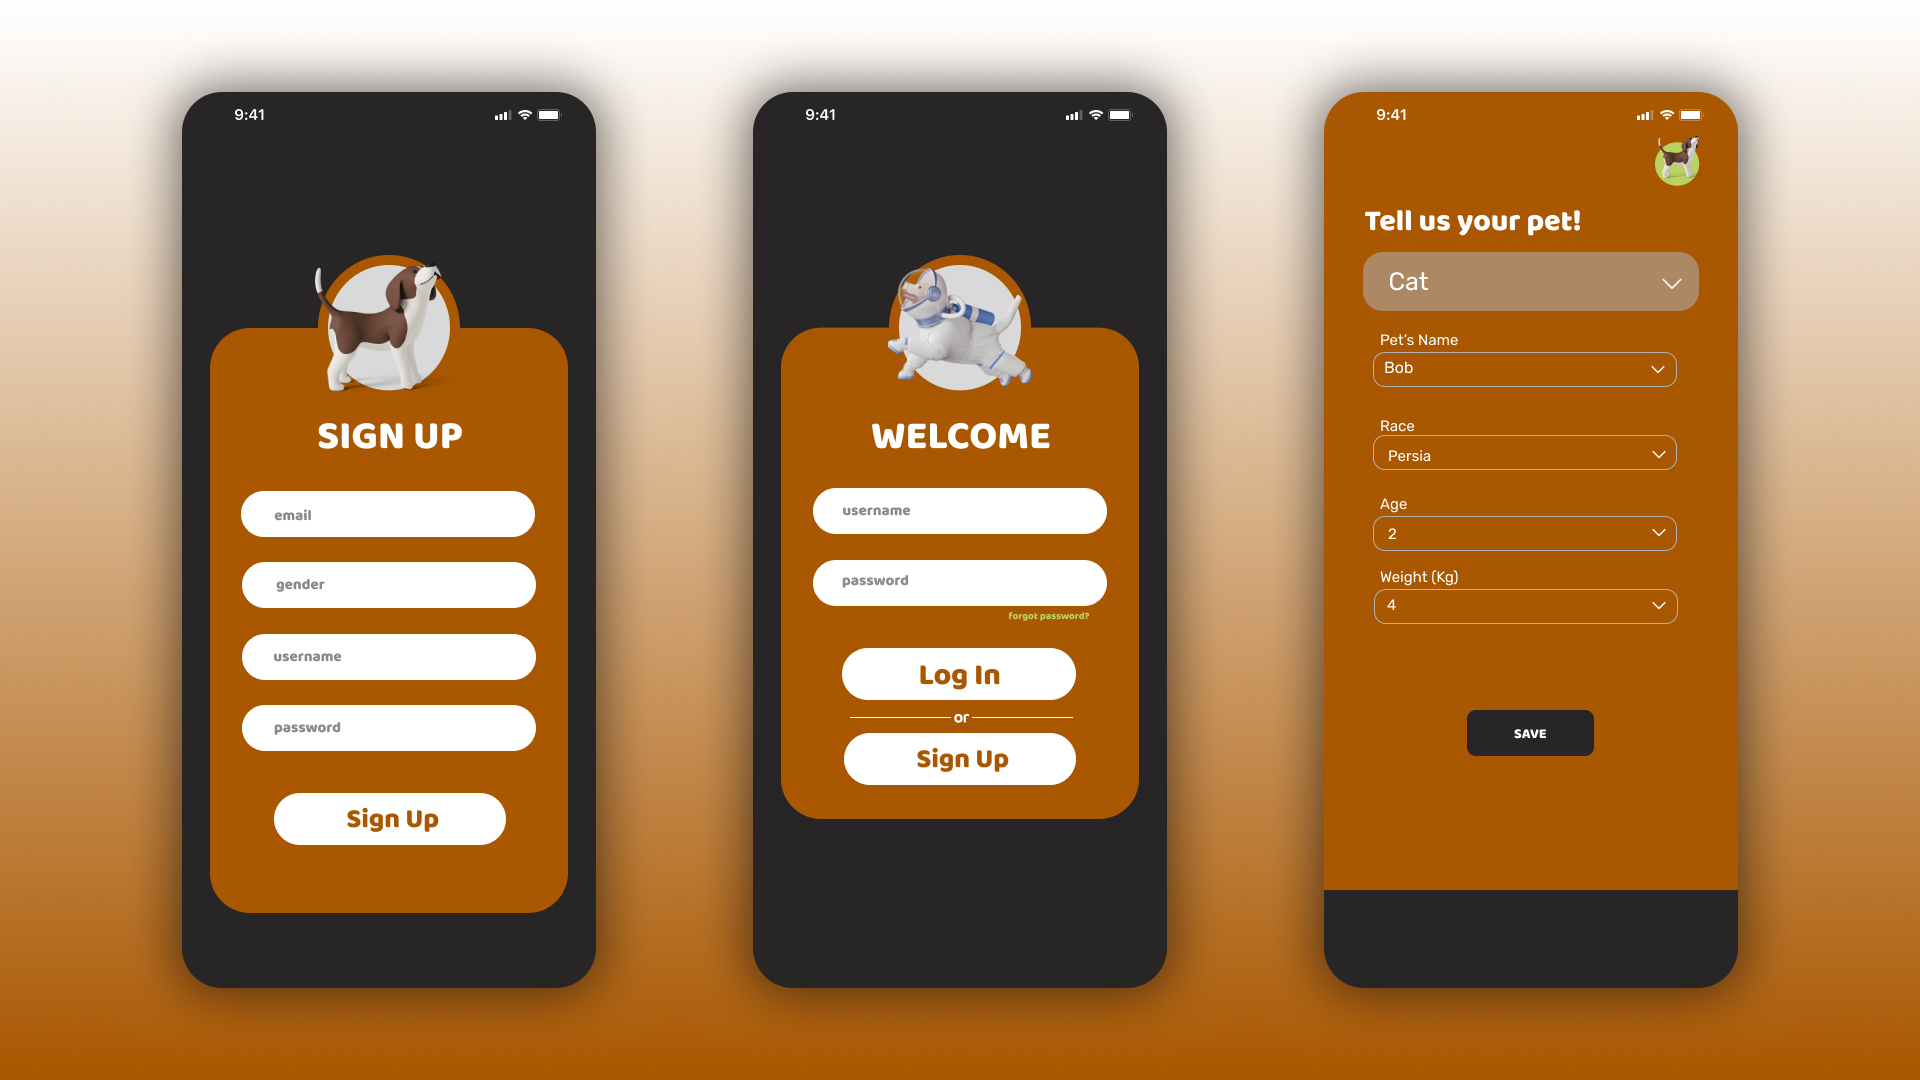 9:41
SIGN UP
email
gender
username
password
Sign Up
9:41
WELCOME
username
password
forgot password?
Log In
or
Sign Up
9:41
Tell us your pet!
Cat
Pet's Name
Bob
Race
Persia
Age
2
Weight (Kg)
4
SAVE